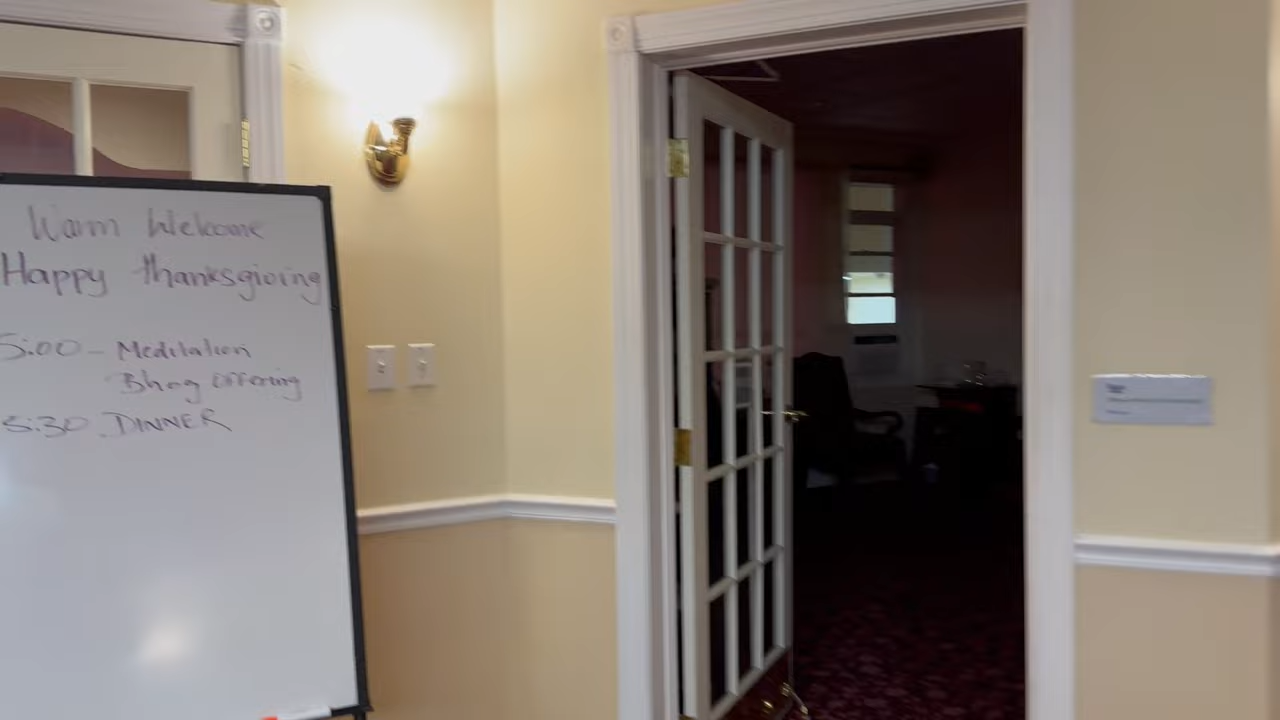 Warm Welcome
Happy thanksgiving
5:00 - Meditation
Bhog offering
5:30. DINNER